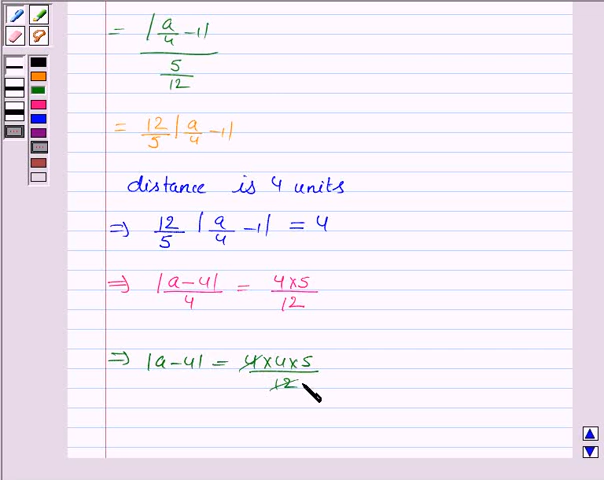 = |a/4 - 1| / 5/12
= 12/5 |a/4 - 1|
distance is 4 units
⇒ 12/5 |a/4 - 1| = 4
⇒ |a-4|/4 = 4×5/12
⇒ |a-4| = 4×4×5/12